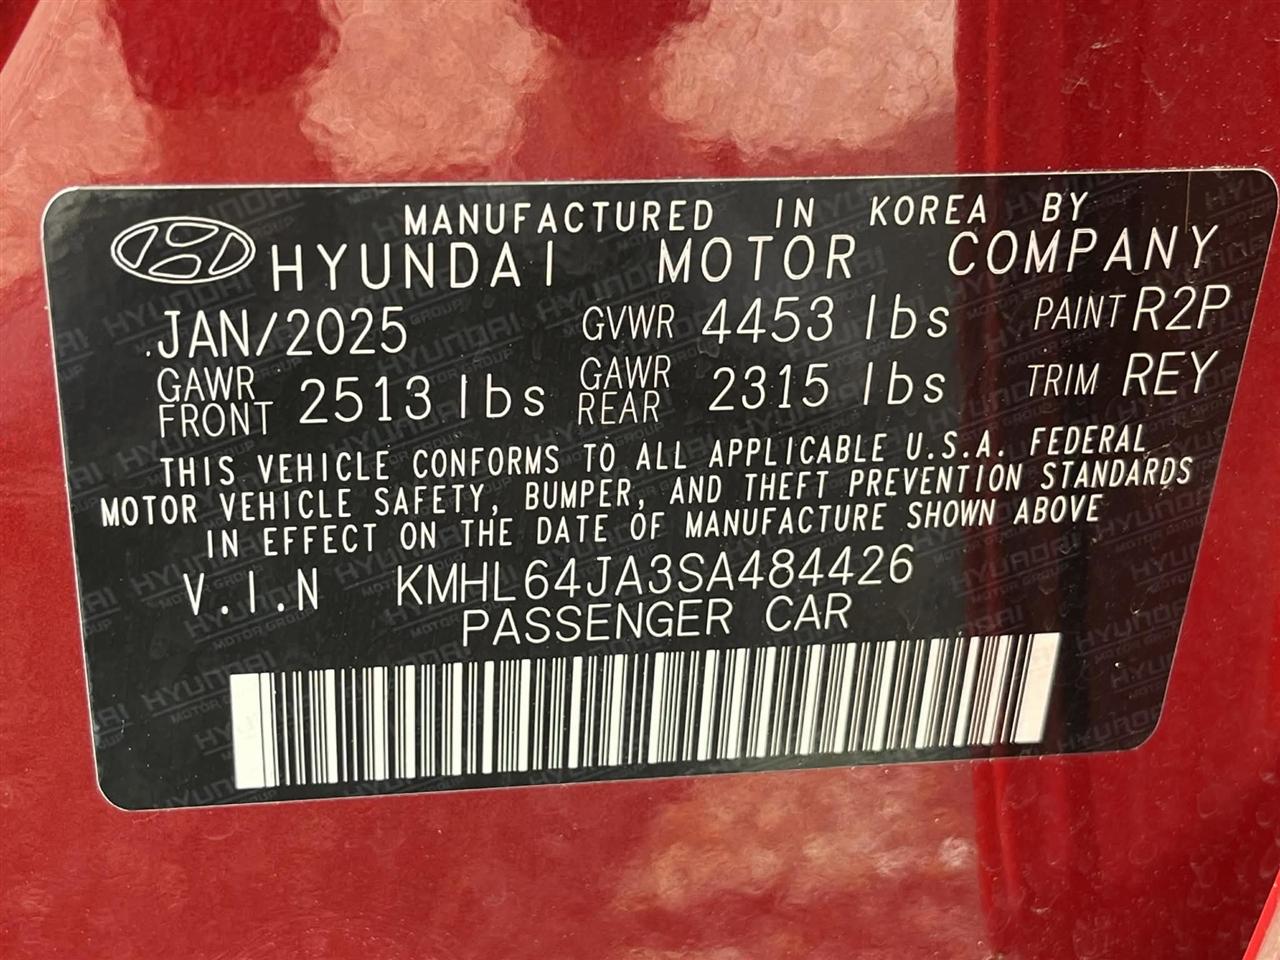 MANUFACTURED IN KOREA BY
HYUNDAI MOTOR COMPANY
JAN/2025 GVWR 4453 lbs PAINT R2P
GAWR FRONT 2513 lbs GAWR REAR 2315 lbs TRIM REY
THIS VEHICLE CONFORMS TO ALL APPLICABLE U.S.A. FEDERAL
MOTOR VEHICLE SAFETY, BUMPER, AND THEFT PREVENTION STANDARDS
IN EFFECT ON THE DATE OF MANUFACTURE SHOWN ABOVE
V.I.N KMHL64JA3SA484426
PASSENGER CAR